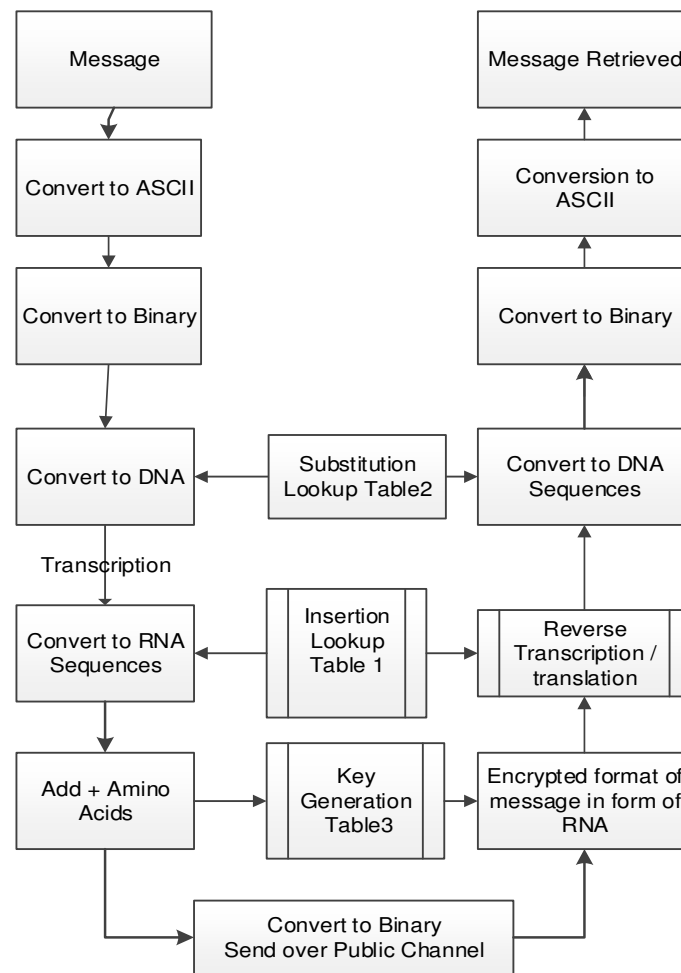 Message
Message Retrieved
Convert to ASCII
Conversion to
ASCII
Convert to Binary
Convert to Binary
Convert to DNA
Substitution
Lookup Table2
Convert to DNA
Sequences
Transcription
Convert to RNA
Sequences
Insertion
Lookup
Table 1
Reverse
Transcription /
translation
Add + Amino
Acids
Key
Generation
Table3
Encrypted format of
message in form of
RNA
Convert to Binary
Send over Public Channel